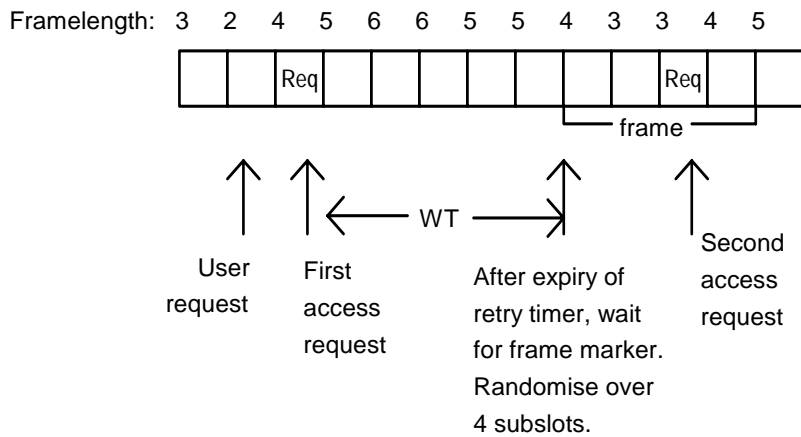 Framelength: 3 2 4 5 6 6 5 5 4 3 3 4 5
Req Req
frame
WT
User
request
First
access
request
After expiry of
retry timer, wait
for frame marker.
Randomise over
4 subslots.
Second
access
request